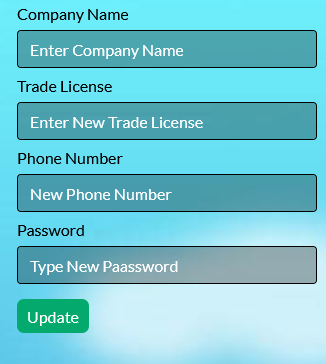 Company Name
Enter Company Name
Trade License
Enter New Trade License
Phone Number
New Phone Number
Password
Type New Paassword
Update